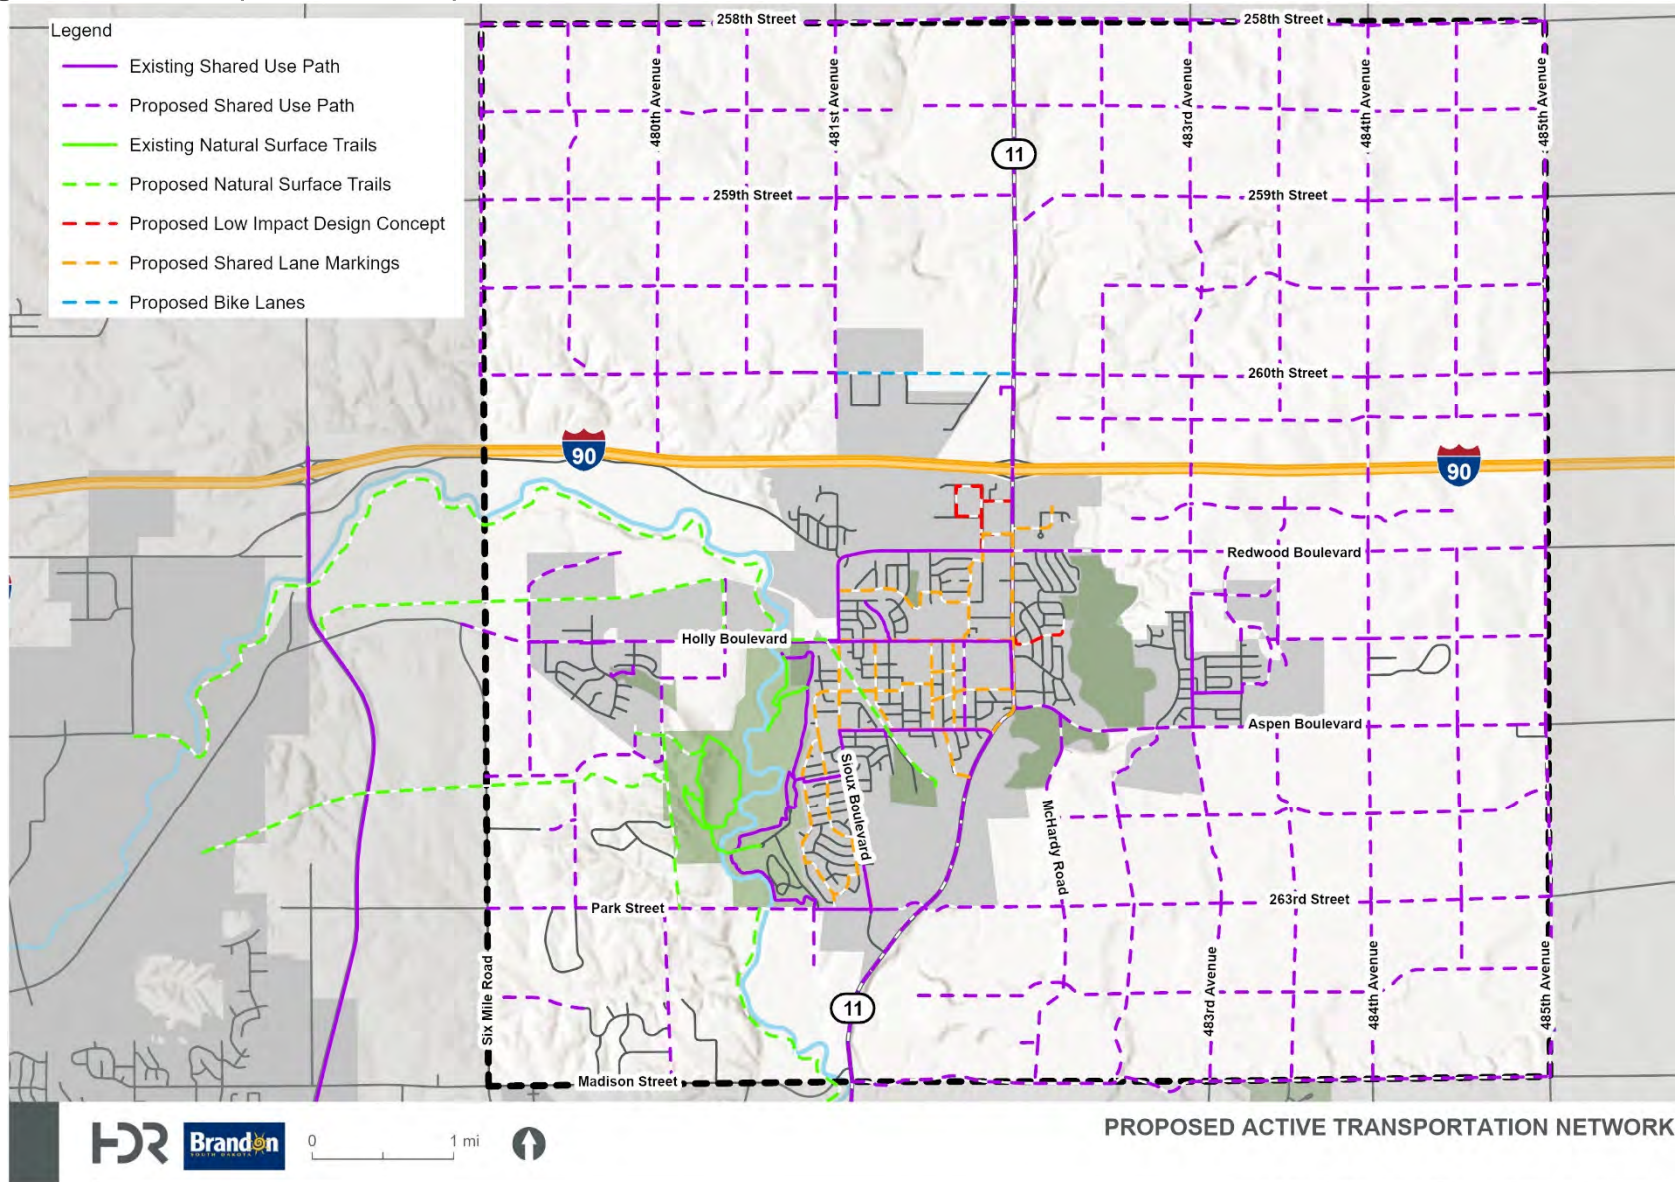 Legend
Existing Shared Use Path
Proposed Shared Use Path
Existing Natural Surface Trails
Proposed Natural Surface Trails
Proposed Low Impact Design Concept
Proposed Shared Lane Markings
Proposed Bike Lanes
258th Street
258th Street
480th Avenue
481st Avenue
483rd Avenue
484th Avenue
485th Avenue
11
259th Street
259th Street
260th Street
90
90
Redwood Boulevard
Holly Boulevard
Aspen Boulevard
Sioux Boulevard
McHardy Road
263rd Street
Park Street
Six Mile Road
483rd Avenue
484th Avenue
485th Avenue
11
Madison Street
HDR
Brandon
SOUTH DAKOTA
0 1 mi
PROPOSED ACTIVE TRANSPORTATION NETWORK